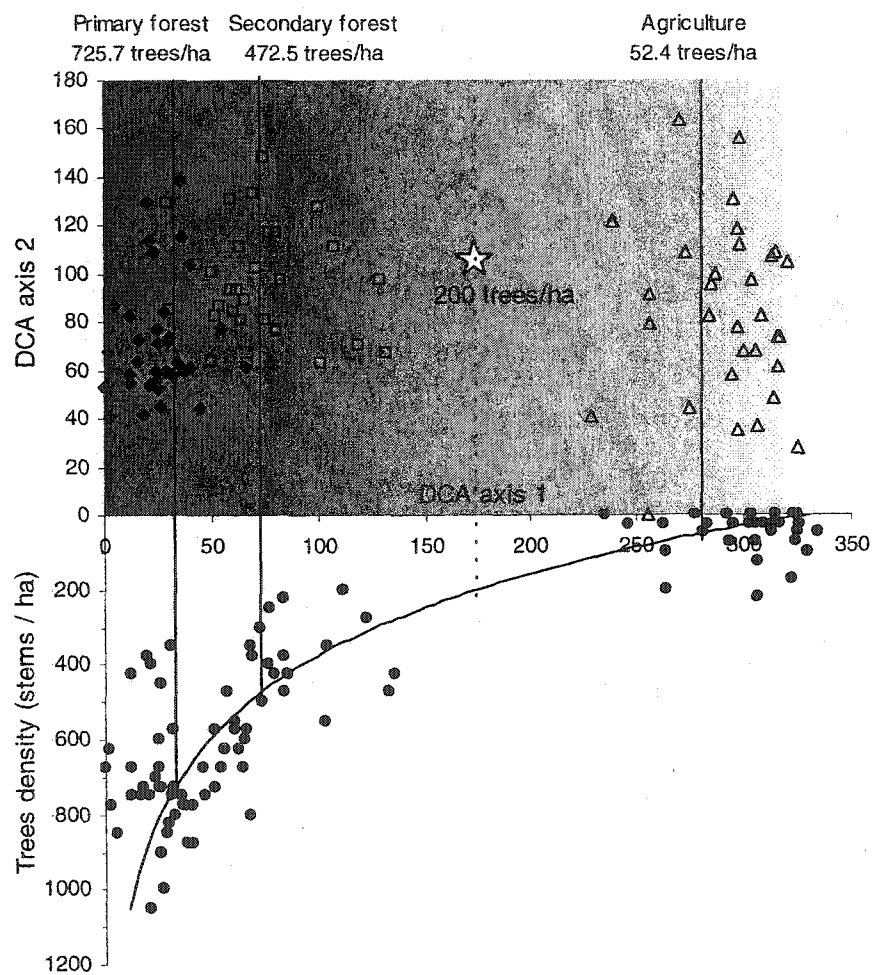 Primary forest Secondary forest Agriculture
725.7 trees/ha 472.5 trees/ha 52.4 trees/ha
180
160
140
120
100
80
60
40
20
0
DCA axis 2
200 trees/ha
DCA axis 1
0 50 100 150 200 250 300 350
200
400
600
800
1000
1200
Trees density (stems / ha)